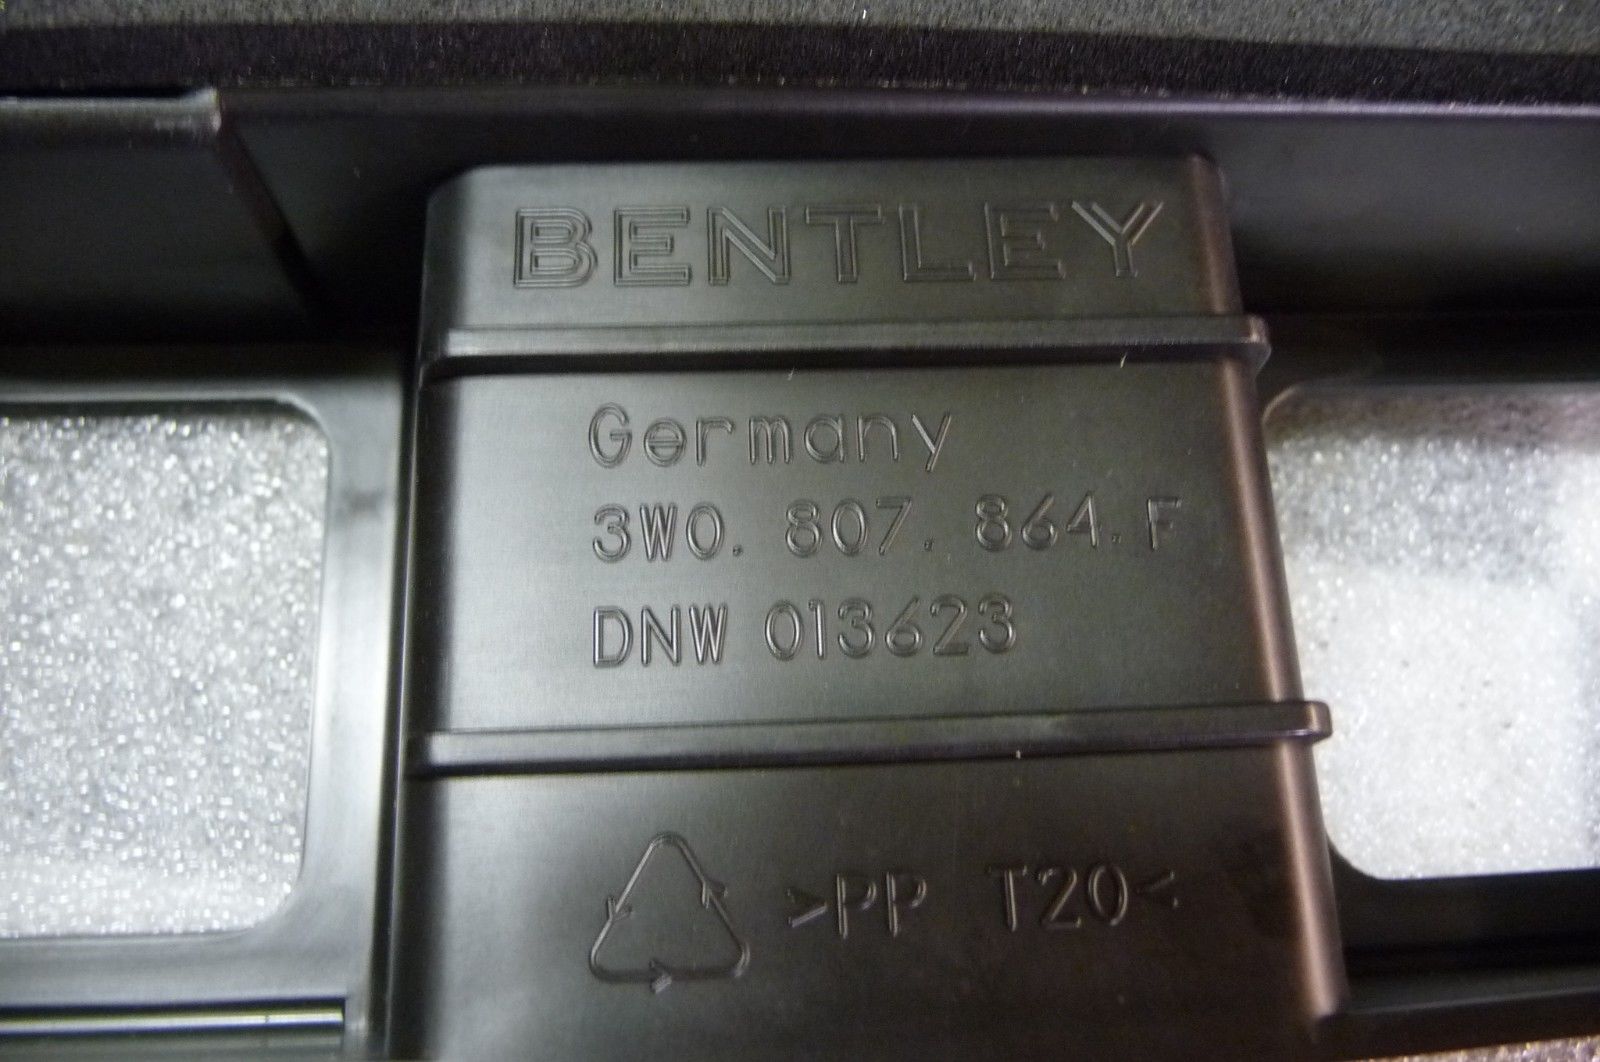 BENTLEY
Germany
3W0. 807. 864. F
DNW 013623
>PP T20<